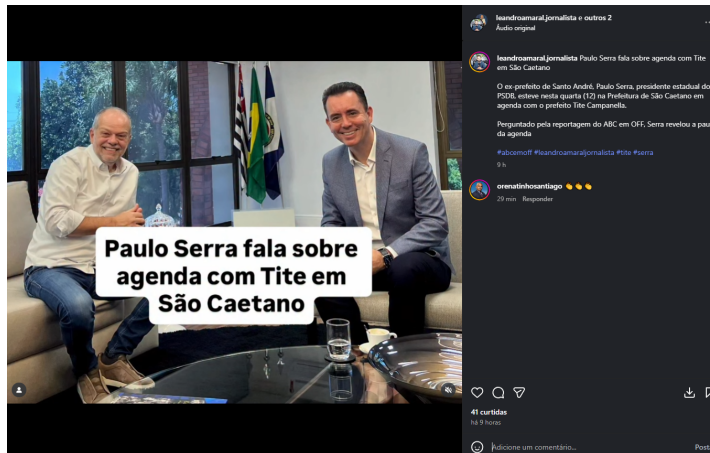 Paulo Serra fala sobre
agenda com Tite em
São Caetano
leandroamaral.jornalista e outros 2
Áudio original
leandroamaral.jornalista Paulo Serra fala sobre agenda com Tite
em São Caetano
O ex-prefeito de Santo André, Paulo Serra, presidente estadual do
PSDB, esteve nesta quarta (12) na Prefeitura de São Caetano em
agenda com o prefeito Tite Campanella.
Perguntado pela reportagem do ABC em OFF, Serra revelou a pau
da agenda
#abcemoff #leandroamaraljornalista #tite #serra
9 h
orenatinhosantiago 👏 👏 👏
29 min Responder
41 curtidas
há 9 horas
Adicione um comentário...
Post